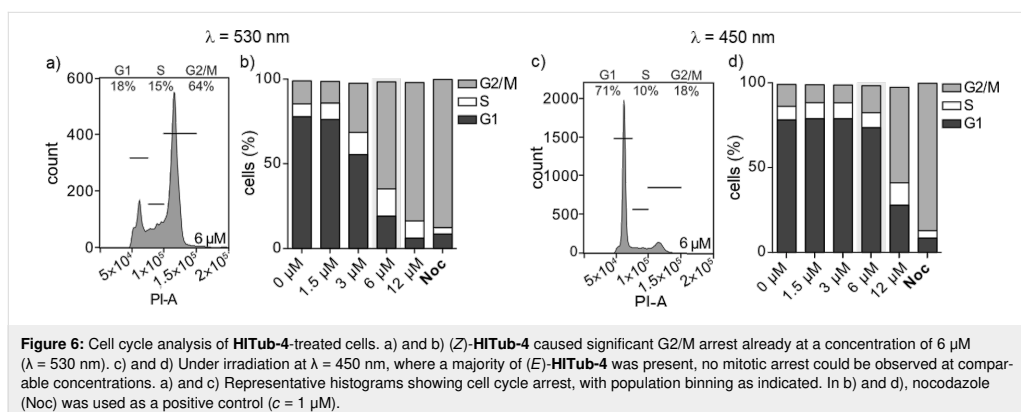 λ = 530 nm
λ = 450 nm
a)
G1 S G2/M
18% 15% 64%
600
400
200
0
count
6 µM
5×10⁴ 1×10⁵ 1.5×10⁵ 2×10⁵
PI-A
b)
100
50
0
cells (%)
G2/M
S
G1
0 µM 1.5 µM 3 µM 6 µM 12 µM Noc
c)
G1 S G2/M
71% 10% 18%
2000
1500
1000
500
0
count
6 µM
5×10⁴ 1×10⁵ 1.5×10⁵ 2×10⁵
PI-A
d)
100
50
0
cells (%)
G2/M
S
G1
0 µM 1.5 µM 3 µM 6 µM 12 µM Noc
Figure 6: Cell cycle analysis of HITub-4-treated cells. a) and b) (Z)-HITub-4 caused significant G2/M arrest already at a concentration of 6 µM
(λ = 530 nm). c) and d) Under irradiation at λ = 450 nm, where a majority of (E)-HITub-4 was present, no mitotic arrest could be observed at compar-
able concentrations. a) and c) Representative histograms showing cell cycle arrest, with population binning as indicated. In b) and d), nocodazole
(Noc) was used as a positive control (c = 1 µM).